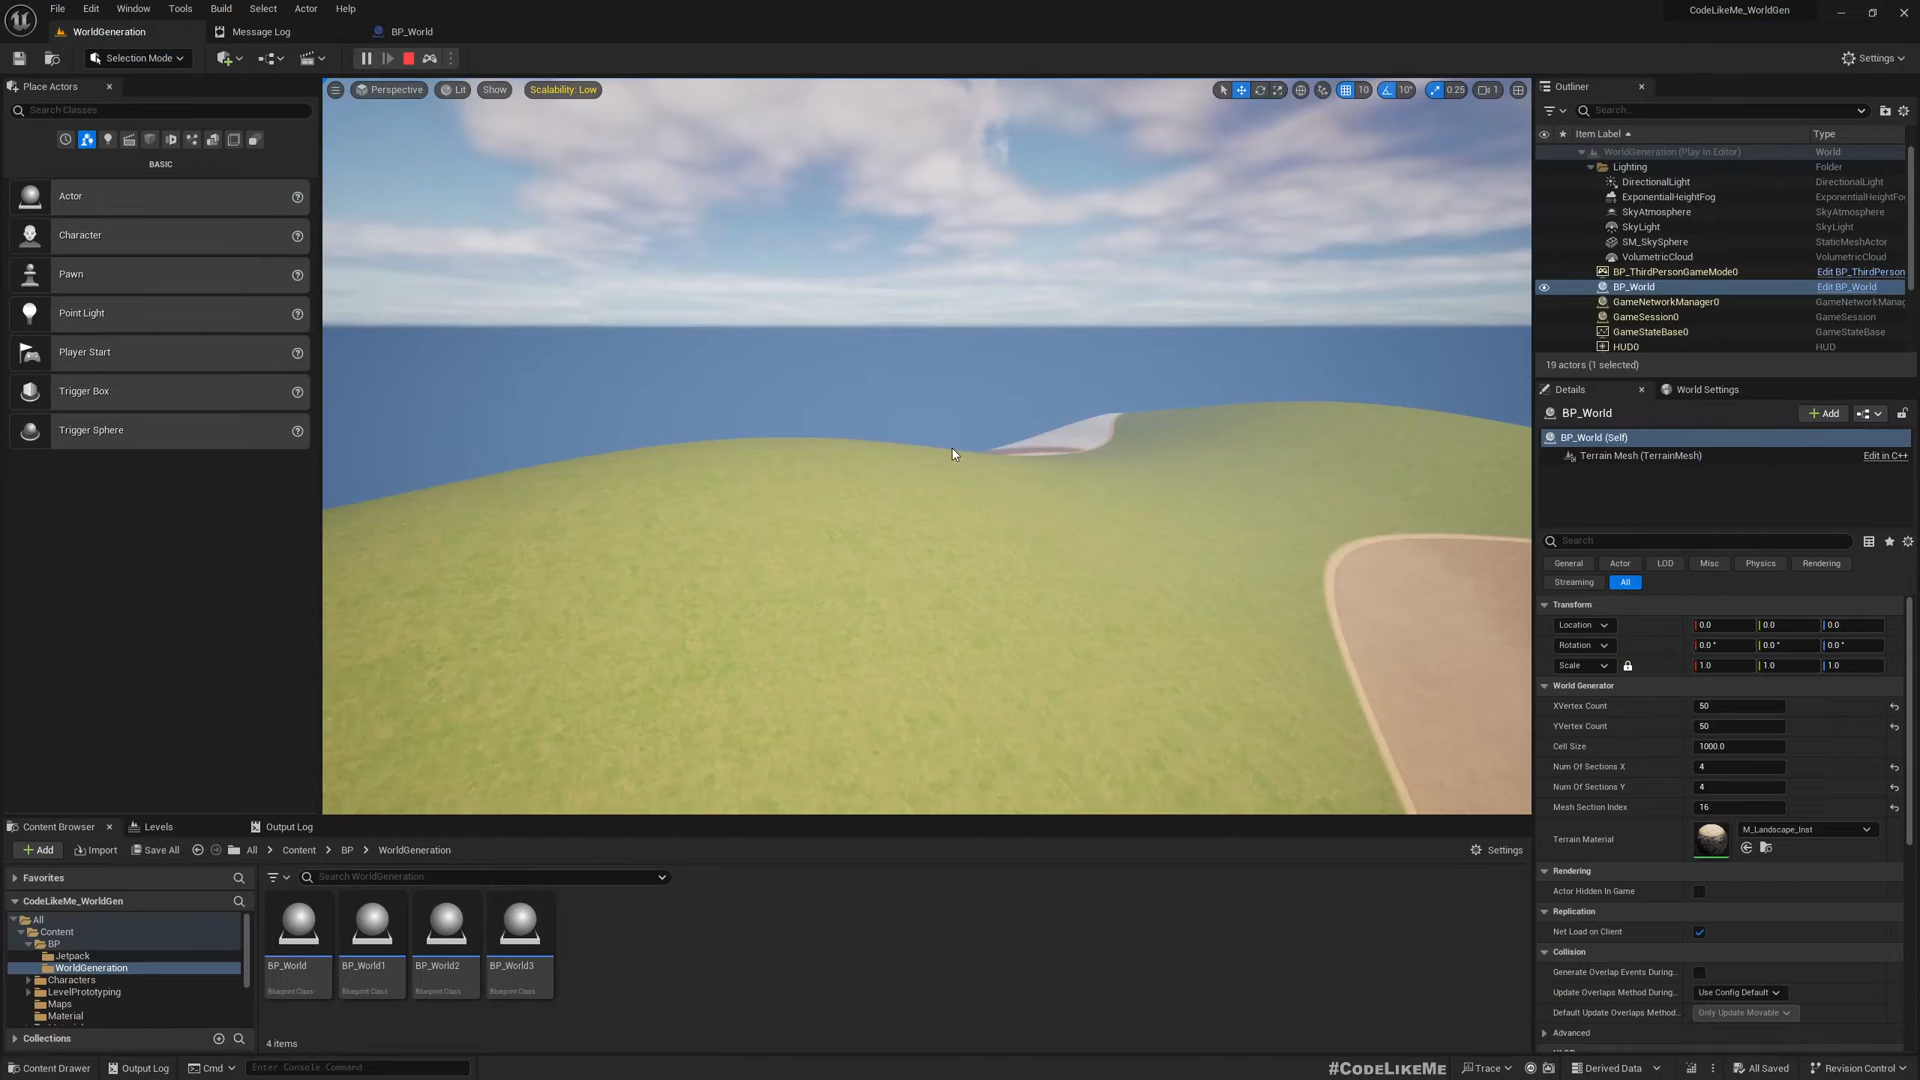 File Edit Window Tools Build Select Actor Help
CodeLikeMe_WorldGen
WorldGeneration
Message Log
BP_World
Selection Mode
Settings
Place Actors
Search Classes
BASIC
Actor
Character
Pawn
Point Light
Player Start
Trigger Box
Trigger Sphere
Perspective
Lit
Show
Scalability: Low
10
10°
0.25
1
Outliner
Search...
Item Label
Type
WorldGeneration (Play In Editor)
World
Lighting
Folder
DirectionalLight
DirectionalLight
ExponentialHeightFog
ExponentialHeightFo
SkyAtmosphere
SkyAtmosphere
SkyLight
SkyLight
SM_SkySphere
StaticMeshActor
VolumetricCloud
VolumetricCloud
BP_ThirdPersonGameMode0
Edit BP_ThirdPerson
BP_World
Edit BP_World
GameNetworkManager0
GameNetworkManag
GameSession0
GameSession
GameStateBase0
GameStateBase
HUD0
HUD
19 actors (1 selected)
Details
World Settings
BP_World
Add
BP_World (Self)
Terrain Mesh (TerrainMesh)
Edit in C++
Search
General
Actor
LOD
Misc
Physics
Rendering
Streaming
All
Transform
Location
0.0
0.0
0.0
Rotation
0.0 °
0.0 °
0.0 °
Scale
1.0
1.0
1.0
World Generator
XVertex Count
50
YVertex Count
50
Cell Size
1000.0
Num Of Sections X
4
Num Of Sections Y
4
Mesh Section Index
16
Terrain Material
M_Landscape_Inst
Rendering
Actor Hidden In Game
Replication
Net Load on Client
Collision
Generate Overlap Events During...
Update Overlaps Method During...
Use Config Default
Default Update Overlaps Method...
Only Update Movable
Advanced
Content Browser
Levels
Output Log
Add
Import
Save All
All
Content
BP
WorldGeneration
Settings
Favorites
Search WorldGeneration
CodeLikeMe_WorldGen
All
Content
BP
Jetpack
WorldGeneration
Characters
LevelPrototyping
Maps
Material
Collections
BP_World
Blueprint Class
BP_World1
Blueprint Class
BP_World2
Blueprint Class
BP_World3
Blueprint Class
4 items
#CodeLikeMe
Content Drawer
Output Log
Cmd
Enter Console Command
Trace
Derived Data
All Saved
Revision Control